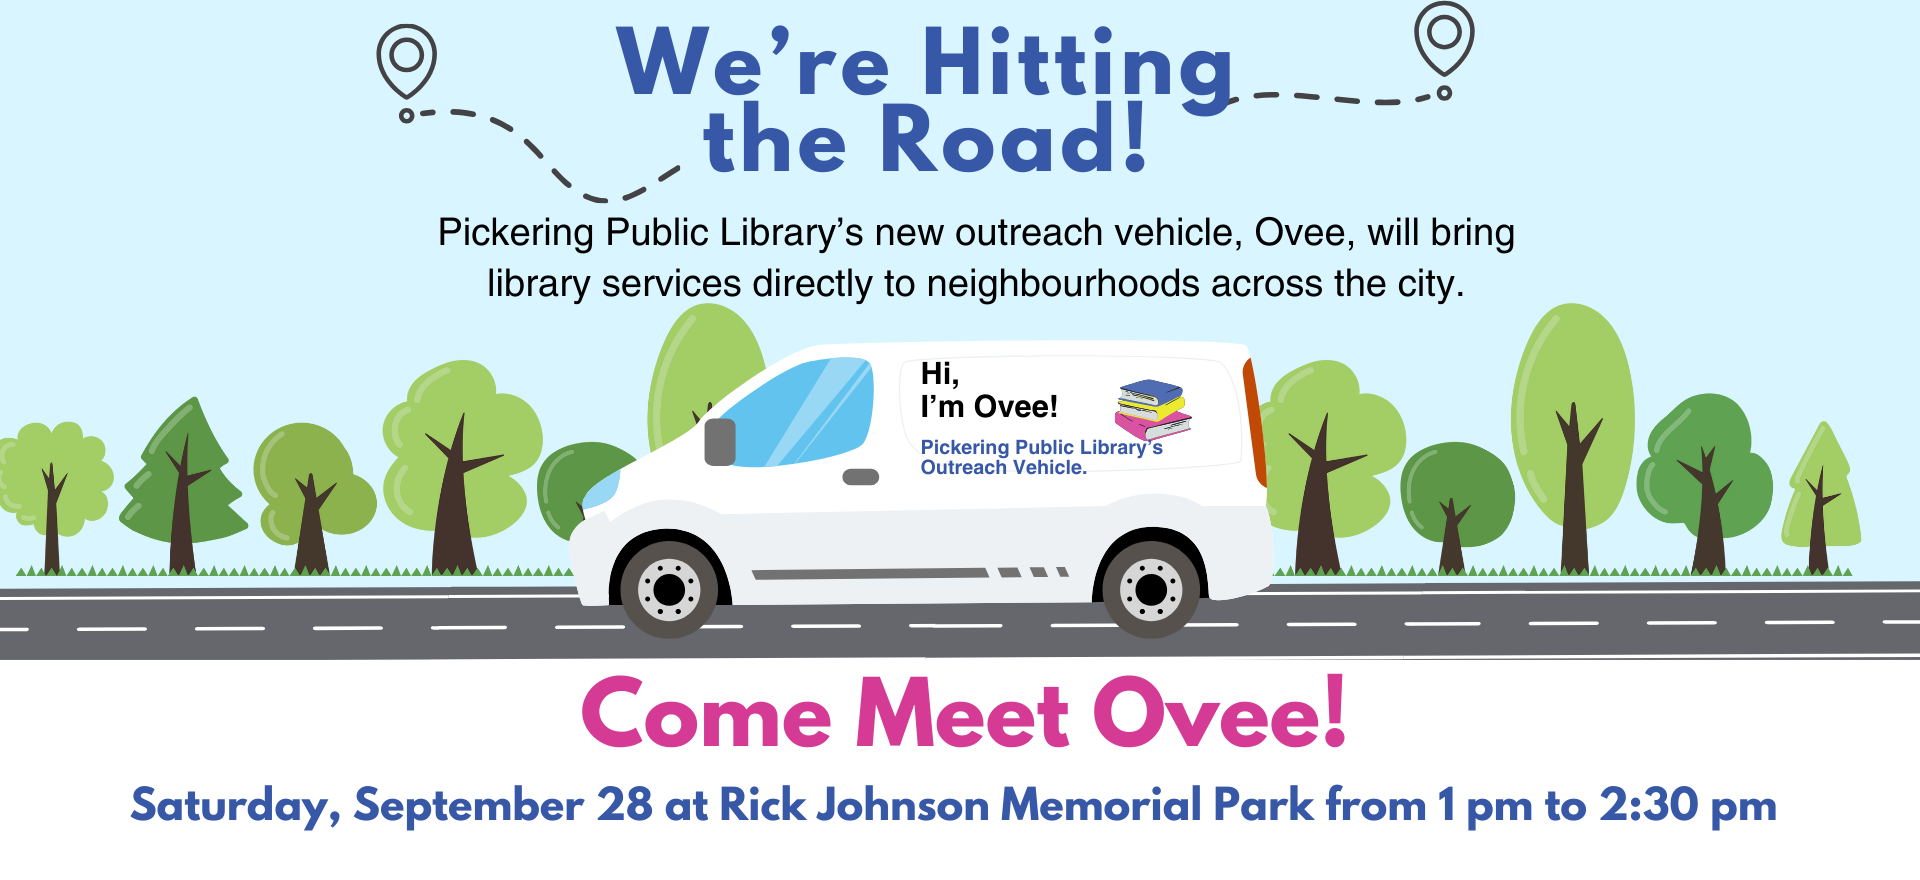 We’re Hitting
the Road!
Pickering Public Library’s new outreach vehicle, Ovee, will bring
library services directly to neighbourhoods across the city.
Hi,
I’m Ovee!
Pickering Public Library’s
Outreach Vehicle.
Come Meet Ovee!
Saturday, September 28 at Rick Johnson Memorial Park from 1 pm to 2:30 pm